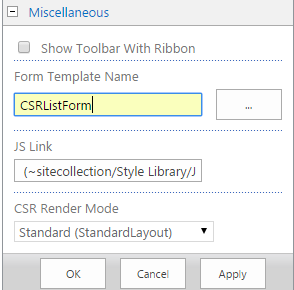 Miscellaneous
Show Toolbar With Ribbon
Form Template Name
CSRListForm
...
JS Link
(~sitecollection/Style Library/J
CSR Render Mode
Standard (StandardLayout)
OK Cancel Apply